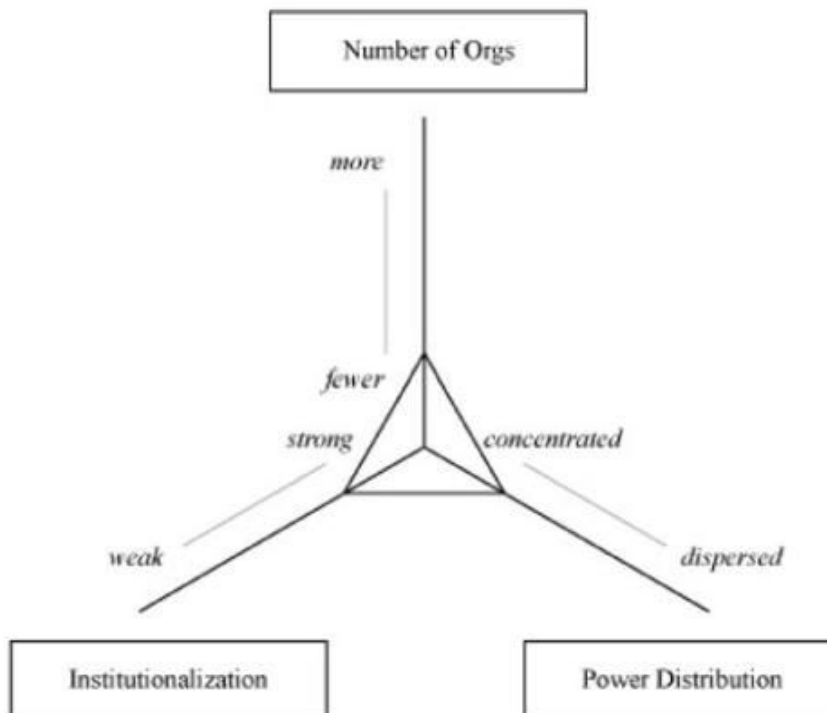 Number of Orgs
more
fewer
strong
concentrated
weak
dispersed
Institutionalization
Power Distribution